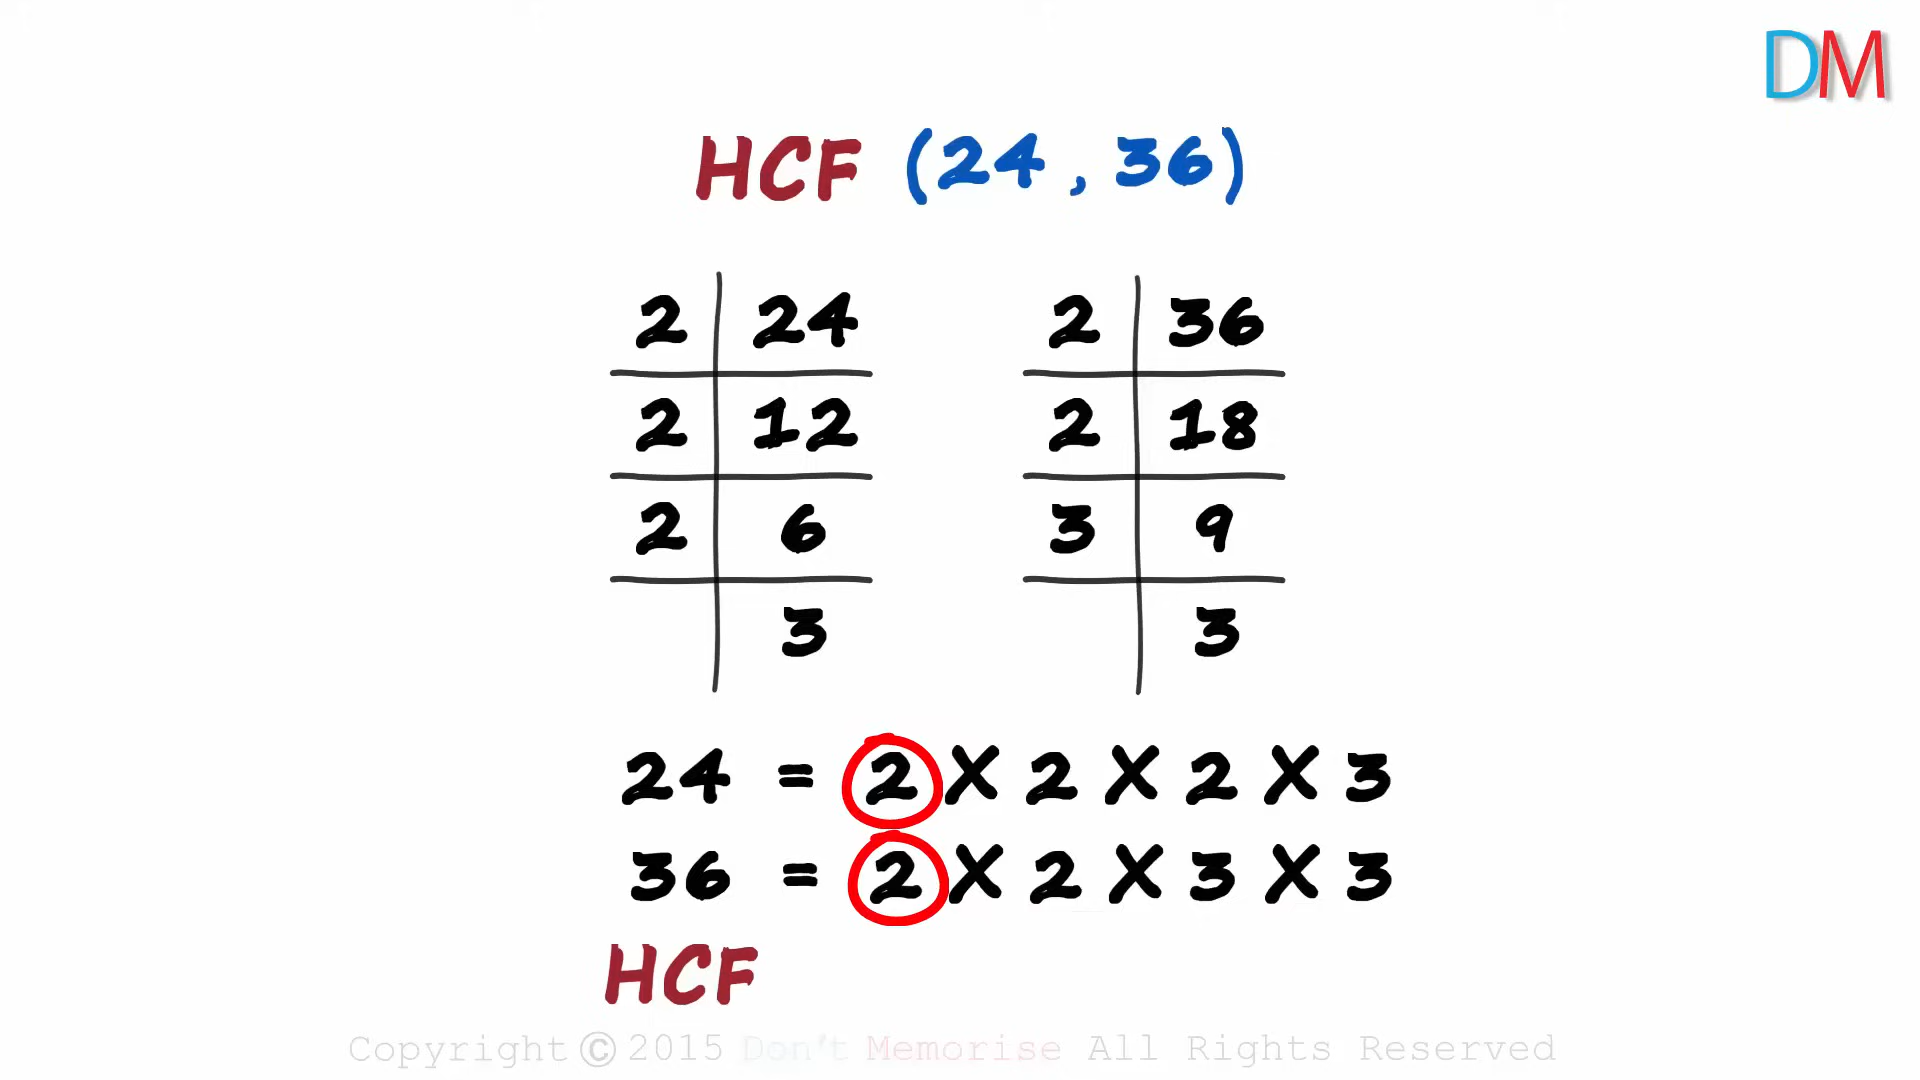 DM
HCF (24 , 36)
2 24 2 36
2 12 2 18
2 6 3 9
3 3
24 = 2 X 2 X 2 X 3
36 = 2 X 2 X 3 X 3
HCF
Copyright © 2015 Don't Memorise All Rights Reserved